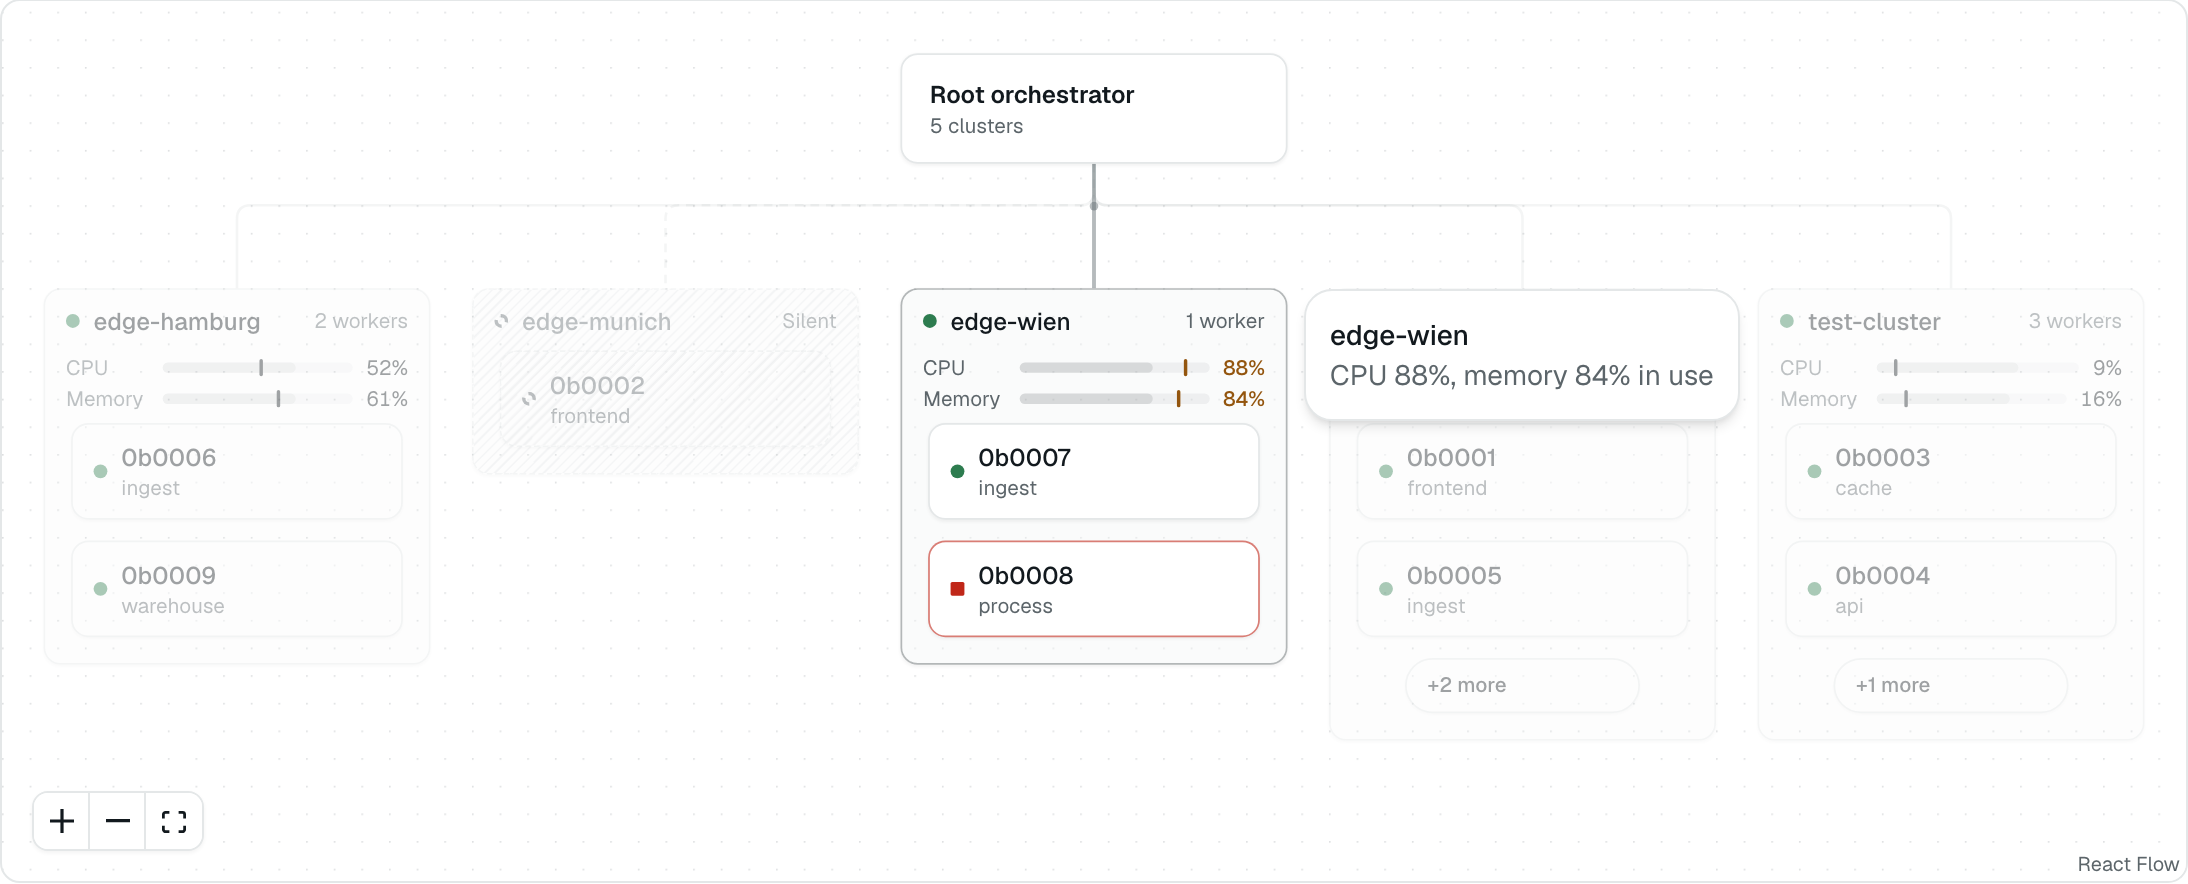 Root orchestrator
5 clusters
edge-hamburg
2 workers
CPU
52%
Memory
61%
0b0006
ingest
0b0009
warehouse
edge-munich
Silent
0b0002
frontend
edge-wien
1 worker
CPU
88%
Memory
84%
0b0007
ingest
0b0008
process
edge-wien
CPU 88%, memory 84% in use
0b0001
frontend
0b0005
ingest
+2 more
test-cluster
3 workers
CPU
9%
Memory
16%
0b0003
cache
0b0004
api
+1 more
React Flow